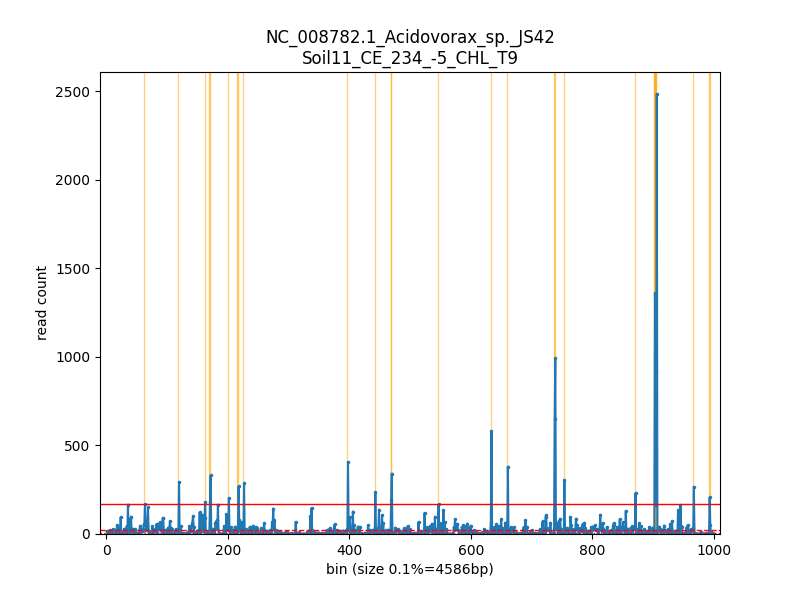 NC_008782.1_Acidovorax_sp._JS42
Soil11_CE_234_-5_CHL_T9
2500
2000
1500
1000
500
0
read count
0 200 400 600 800 1000
bin (size 0.1%=4586bp)